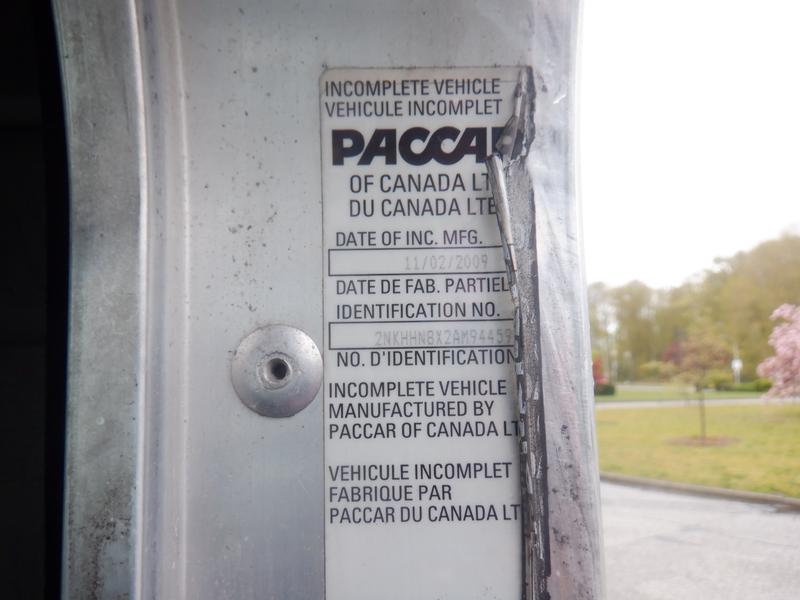 INCOMPLETE VEHICLE
VEHICULE INCOMPLET
PACCA
OF CANADA LT
DU CANADA LTE
DATE OF INC. MFG.
11/02/2009
DATE DE FAB. PARTIEL
IDENTIFICATION NO.
2NKHHN8X2AM94459
NO. D'IDENTIFICATION
INCOMPLETE VEHICLE
MANUFACTURED BY
PACCAR OF CANADA LT
VEHICULE INCOMPLET
FABRIQUE PAR
PACCAR DU CANADA LT